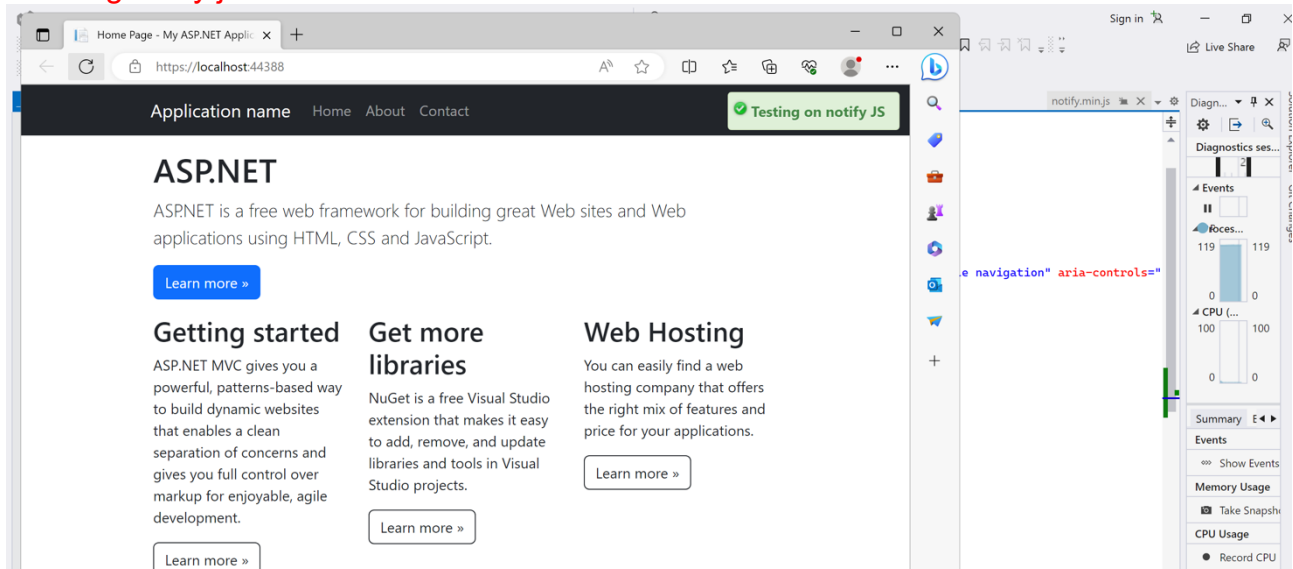 Sign in
Home Page - My ASP.NET Applic
Live Share
https://localhost:44388
notify.min.js
Diagn...
Application name Home About Contact
Testing on notify JS
Diagnostics ses...
ASP.NET
ASP.NET is a free web framework for building great Web sites and Web
applications using HTML, CSS and JavaScript.
Learn more »
Getting started
ASP.NET MVC gives you a
powerful, patterns-based way
to build dynamic websites
that enables a clean
separation of concerns and
gives you full control over
markup for enjoyable, agile
development.
Learn more »
Get more
libraries
NuGet is a free Visual Studio
extension that makes it easy
to add, remove, and update
libraries and tools in Visual
Studio projects.
Learn more »
Web Hosting
You can easily find a web
hosting company that offers
the right mix of features and
price for your applications.
Learn more »
e navigation" aria-controls="
2
Events
119 119
0 0
CPU (...
100 100
0 0
Summary
Events
Show Events
Memory Usage
Take Snapsh
CPU Usage
Record CPU